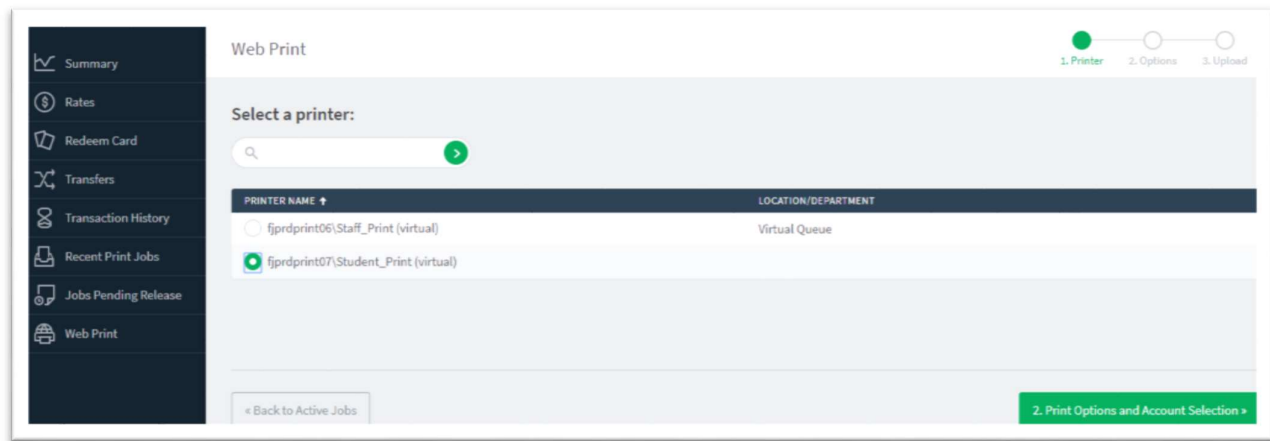 Summary
Rates
Redeem Card
Transfers
Transaction History
Recent Print Jobs
Jobs Pending Release
Web Print
Web Print
1. Printer 2. Options 3. Upload
Select a printer:
PRINTER NAME LOCATION/DEPARTMENT
fjprdprint06\Staff_Print (virtual) Virtual Queue
fjprdprint07\Student_Print (virtual)
« Back to Active Jobs
2. Print Options and Account Selection »